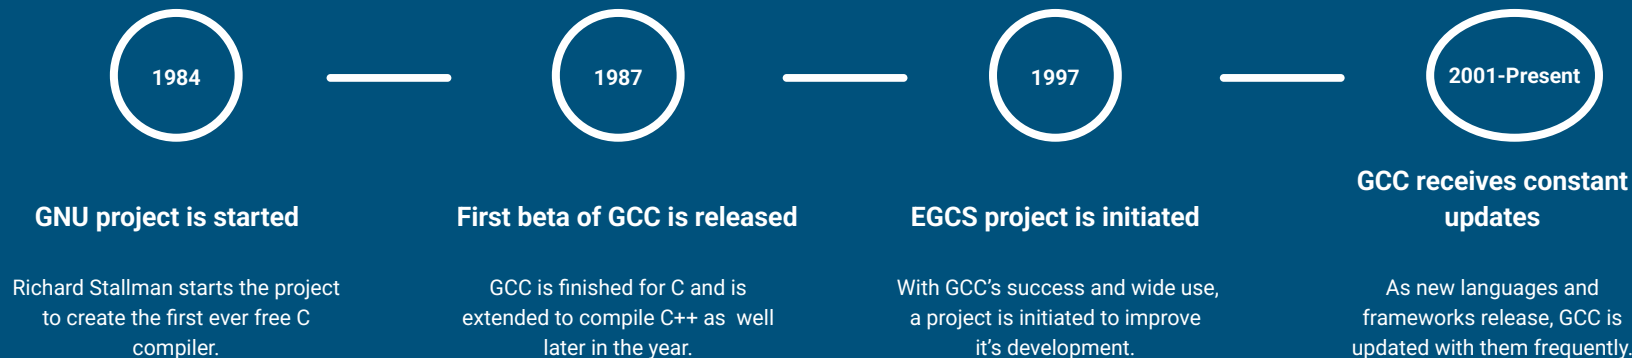 1984
GNU project is started
Richard Stallman starts the project
to create the first ever free C
compiler.
1987
First beta of GCC is released
GCC is finished for C and is
extended to compile C++ as  well
later in the year.
1997
EGCS project is initiated
With GCC’s success and wide use,
a project is initiated to improve
it’s development.
2001-Present
GCC receives constant
updates
As new languages and
frameworks release, GCC is
updated with them frequently.